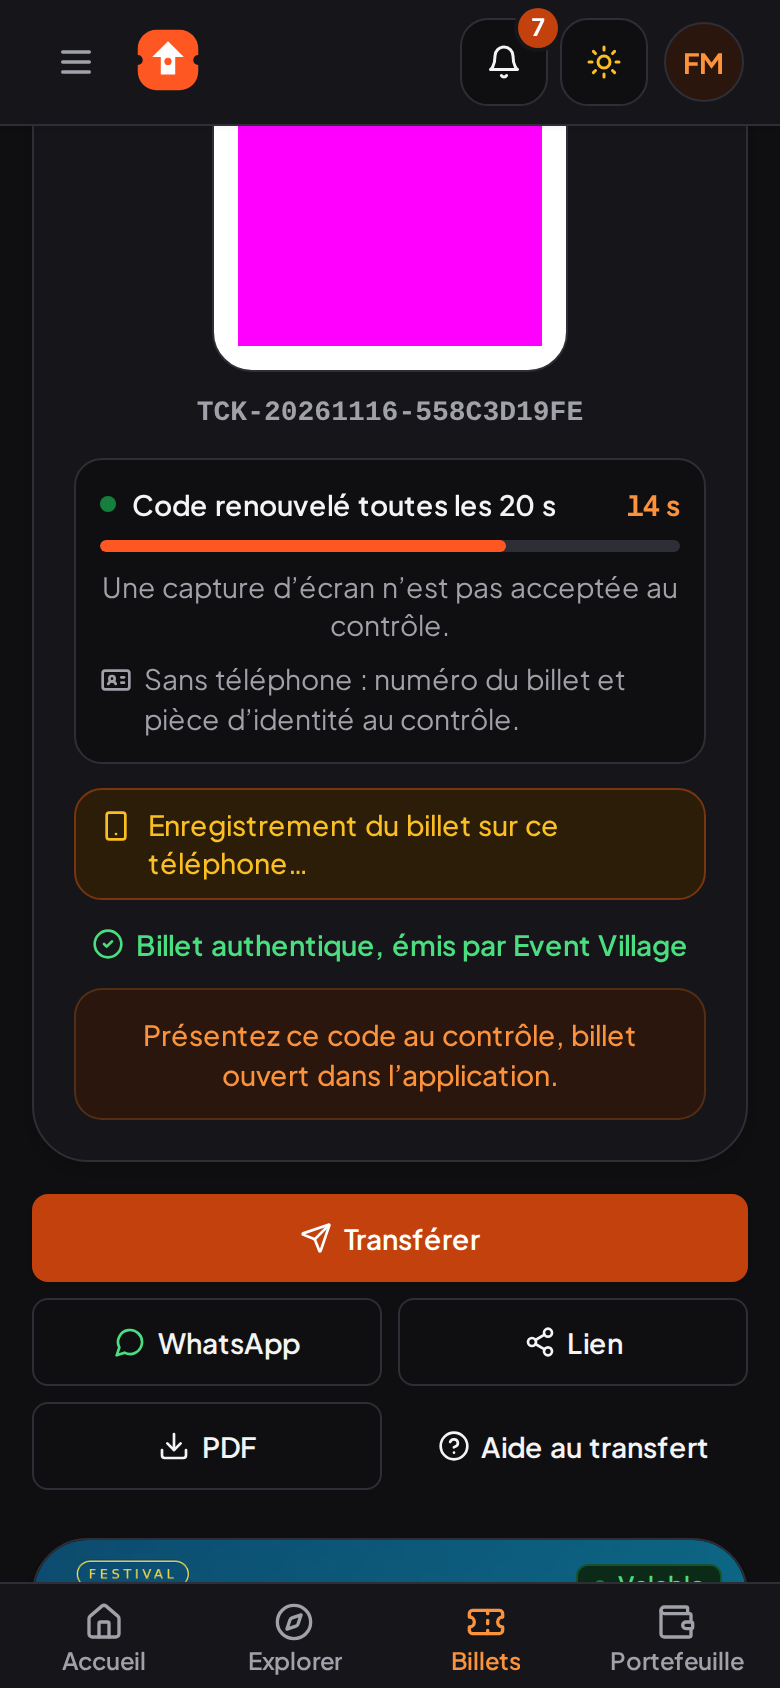 7
FM
TCK-20261116-558C3D19FE
Code renouvelé toutes les 20 s
14 s
Une capture d’écran n’est pas acceptée au
contrôle.
Sans téléphone : numéro du billet et
pièce d’identité au contrôle.
Enregistrement du billet sur ce
téléphone…
Billet authentique, émis par Event Village
Présentez ce code au contrôle, billet
ouvert dans l’application.
Transférer
WhatsApp
Lien
PDF
Aide au transfert
FESTIVAL
Accueil
Explorer
Billets
Portefeuille